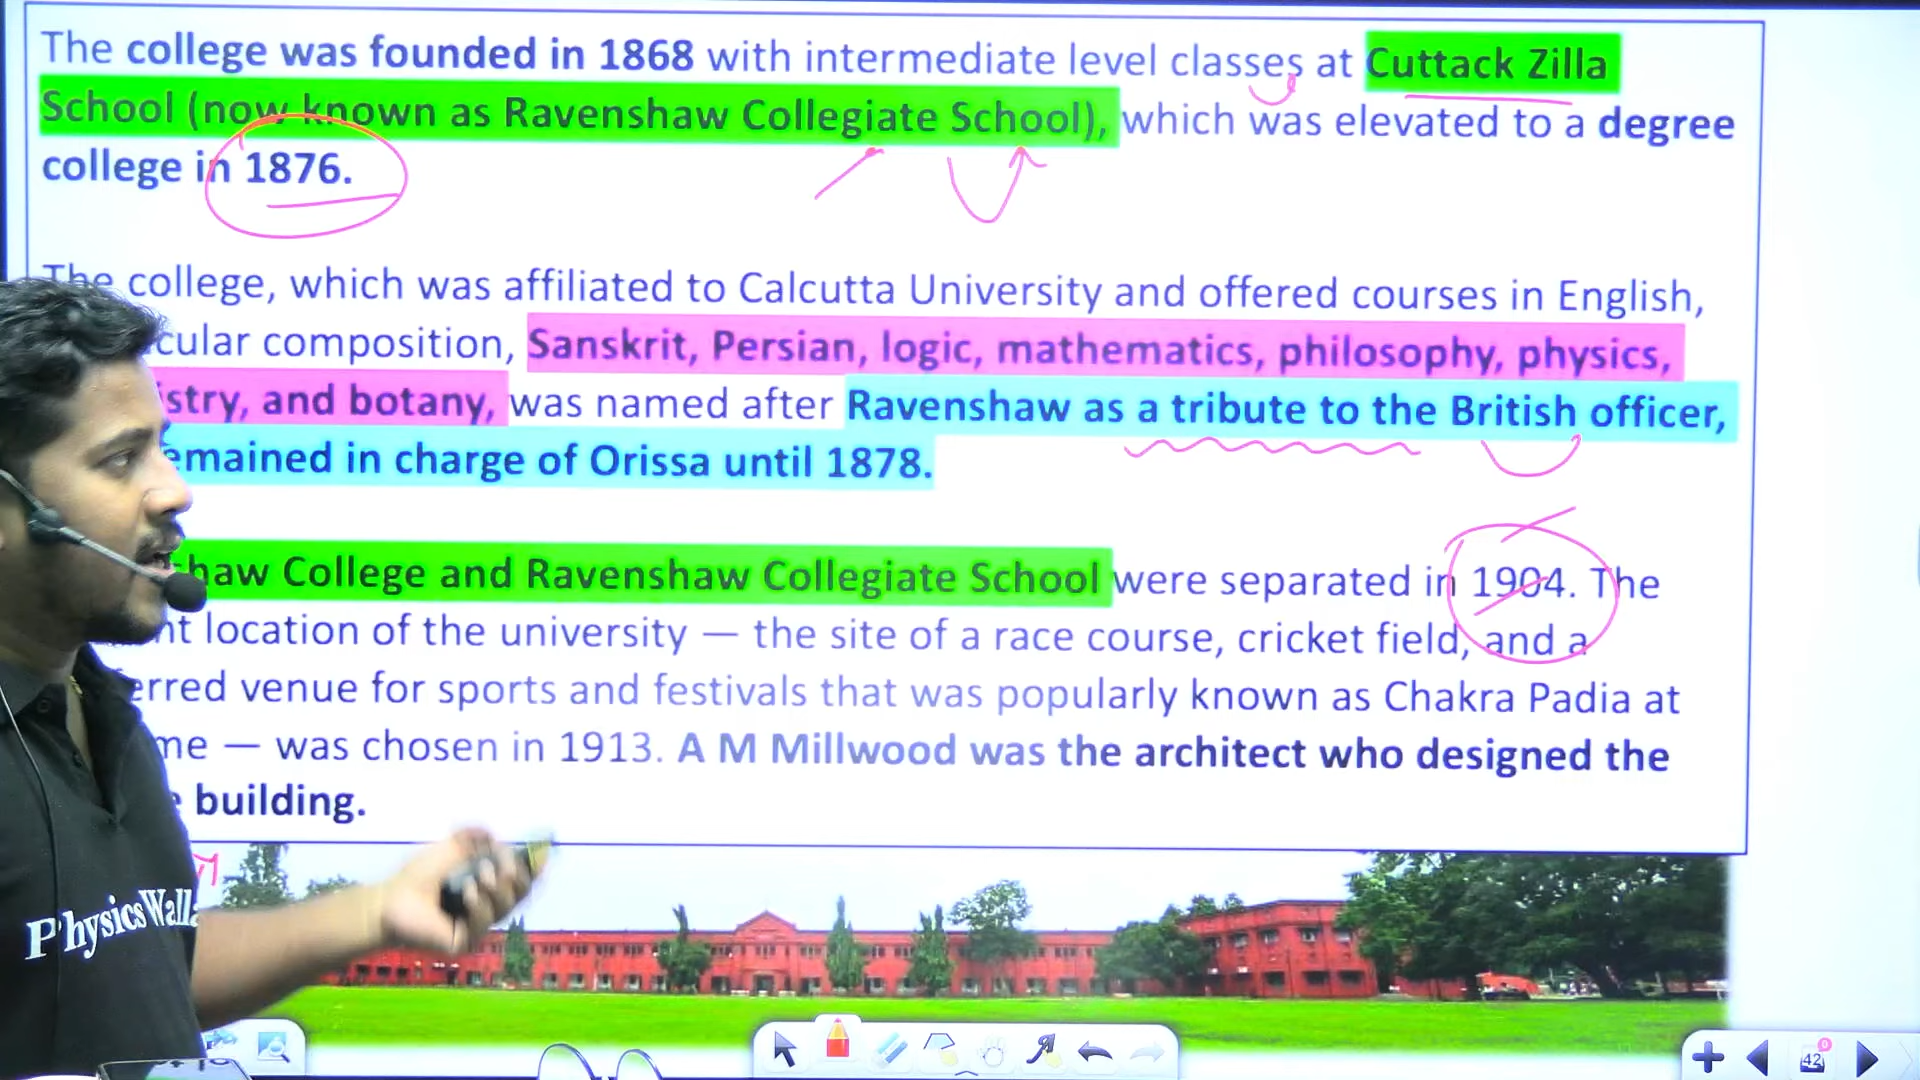 The college was founded in 1868 with intermediate level classes at Cuttack Zilla
School (now known as Ravenshaw Collegiate School), which was elevated to a degree
college in 1876.
The college, which was affiliated to Calcutta University and offered courses in English,
cular composition, Sanskrit, Persian, logic, mathematics, philosophy, physics,
stry, and botany, was named after Ravenshaw as a tribute to the British officer,
emained in charge of Orissa until 1878.
haw College and Ravenshaw Collegiate School were separated in 1904. The
nt location of the university — the site of a race course, cricket field, and a
erred venue for sports and festivals that was popularly known as Chakra Padia at
me — was chosen in 1913. A M Millwood was the architect who designed the
building.
PhysicsWalla
42
0